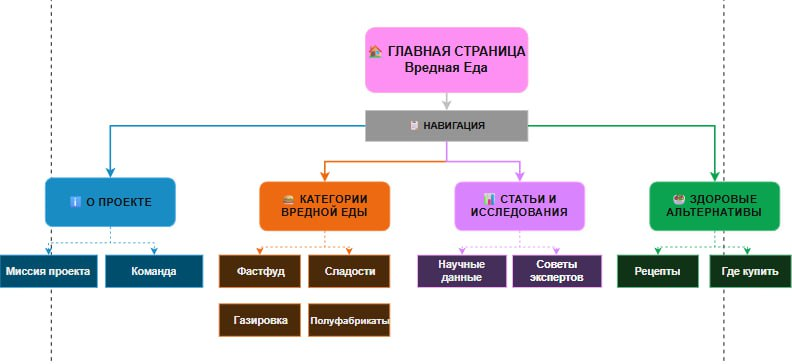 🏠 ГЛАВНАЯ СТРАНИЦА
Вредная Еда
📋 НАВИГАЦИЯ
ℹ️ О ПРОЕКТЕ
🍔 КАТЕГОРИИ
ВРЕДНОЙ ЕДЫ
📊 СТАТЬИ И
ИССЛЕДОВАНИЯ
🥗 ЗДОРОВЫЕ
АЛЬТЕРНАТИВЫ
Миссия проекта
Команда
Фастфуд
Сладости
Научные
данные
Советы
экспертов
Рецепты
Где купить
Газировка
Полуфабрикаты